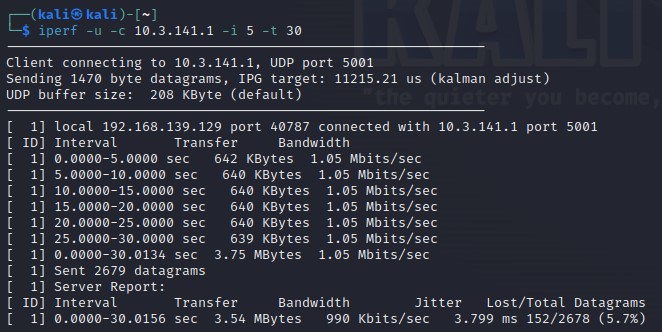 ┌──(kali㉿kali)-[~]
└─$ iperf -u -c 10.3.141.1 -i 5 -t 30
------------------------------------------------------------
Client connecting to 10.3.141.1, UDP port 5001
Sending 1470 byte datagrams, IPG target: 11215.21 us (kalman adjust)
UDP buffer size:  208 KByte (default)
------------------------------------------------------------
[  1] local 192.168.139.129 port 40787 connected with 10.3.141.1 port 5001
[ ID] Interval       Transfer     Bandwidth
[  1] 0.0000-5.0000 sec   642 KBytes  1.05 Mbits/sec
[  1] 5.0000-10.0000 sec   640 KBytes  1.05 Mbits/sec
[  1] 10.0000-15.0000 sec   640 KBytes  1.05 Mbits/sec
[  1] 15.0000-20.0000 sec   640 KBytes  1.05 Mbits/sec
[  1] 20.0000-25.0000 sec   640 KBytes  1.05 Mbits/sec
[  1] 25.0000-30.0000 sec   639 KBytes  1.05 Mbits/sec
[  1] 0.0000-30.0134 sec  3.75 MBytes  1.05 Mbits/sec
[  1] Sent 2679 datagrams
[  1] Server Report:
[ ID] Interval       Transfer     Bandwidth        Jitter   Lost/Total Datagrams
[  1] 0.0000-30.0156 sec  3.54 MBytes   990 Kbits/sec   3.799 ms 152/2678 (5.7%)
KALI
"the quieter you become,